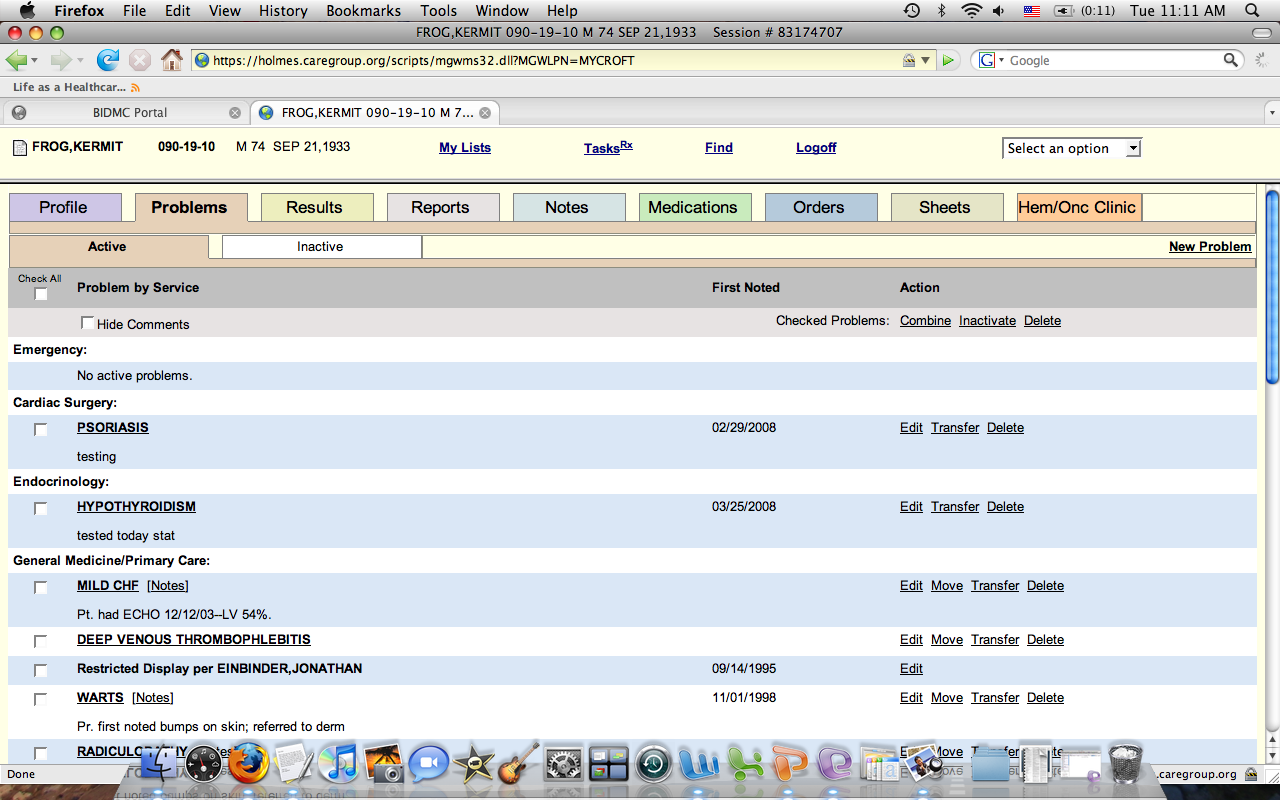 Firefox File Edit View History Bookmarks Tools Window Help (0:11) Tue 11:11 AM
FROG,KERMIT 090-19-10 M 74 SEP 21,1933 Session # 83174707
https://holmes.caregroup.org/scripts/mgwms32.dll?MGWLPN=MYCROFT G Google
Life as a Healthcar...
BIDMC Portal FROG,KERMIT 090-19-10 M 7...
FROG,KERMIT 090-19-10 M 74 SEP 21,1933 My Lists TasksRx Find Logoff Select an option
Profile Problems Results Reports Notes Medications Orders Sheets Hem/Onc Clinic
Active Inactive New Problem
Check All
Problem by Service First Noted Action
Hide Comments Checked Problems: Combine Inactivate Delete
Emergency:
No active problems.
Cardiac Surgery:
PSORIASIS 02/29/2008 Edit Transfer Delete
testing
Endocrinology:
HYPOTHYROIDISM 03/25/2008 Edit Transfer Delete
tested today stat
General Medicine/Primary Care:
MILD CHF [Notes] Edit Move Transfer Delete
Pt. had ECHO 12/12/03--LV 54%.
DEEP VENOUS THROMBOPHLEBITIS Edit Move Transfer Delete
Restricted Display per EINBINDER,JONATHAN 09/14/1995 Edit
WARTS [Notes] 11/01/1998 Edit Move Transfer Delete
Pr. first noted bumps on skin; referred to derm
Move Transfer Delete
Done .caregroup.org